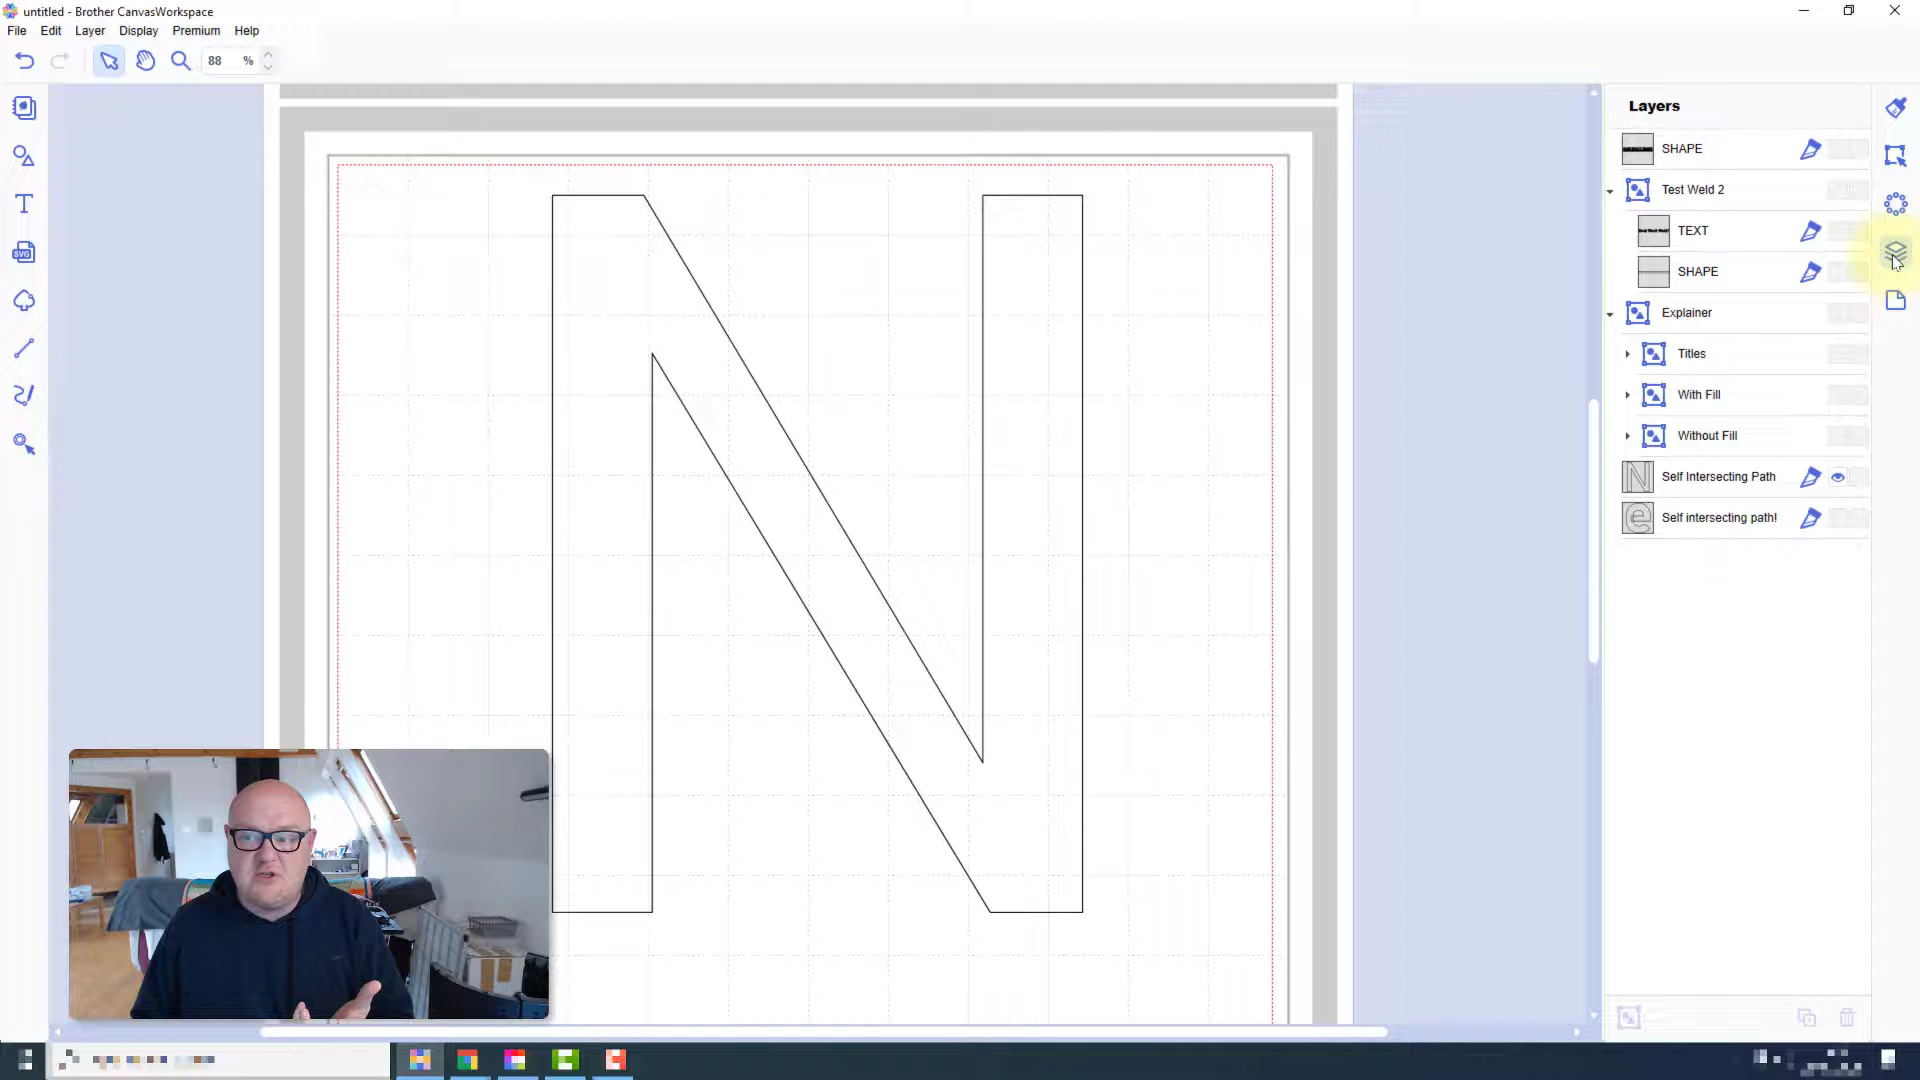 untitled - Brother CanvasWorkspace
File Edit Layer Display Premium Help
88 %
Layers
SHAPE
Test Weld 2
TEXT
SHAPE
Explainer
Titles
With Fill
Without Fill
Self Intersecting Path
Self intersecting path!
T
SVG
N